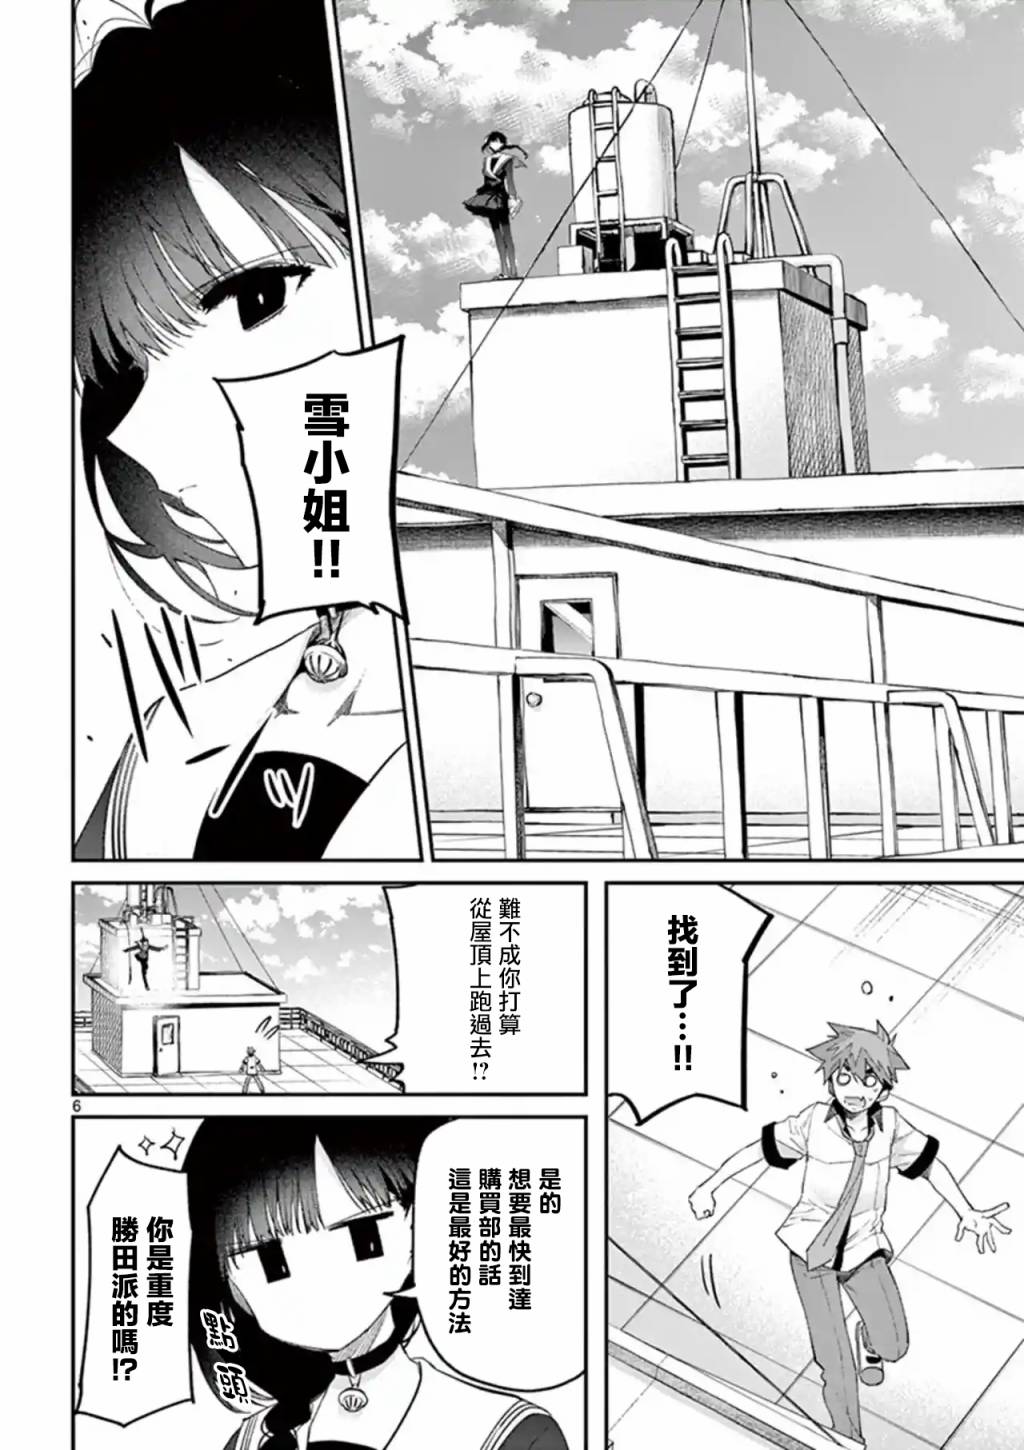 雪小姐!!
ッ
找到了…!!
難不成你打算
從屋頂上跑過去!?
是的
想要最快到達
購買部的話
這是最好的方法
點頭
你是重度
勝田派的嗎!?
6